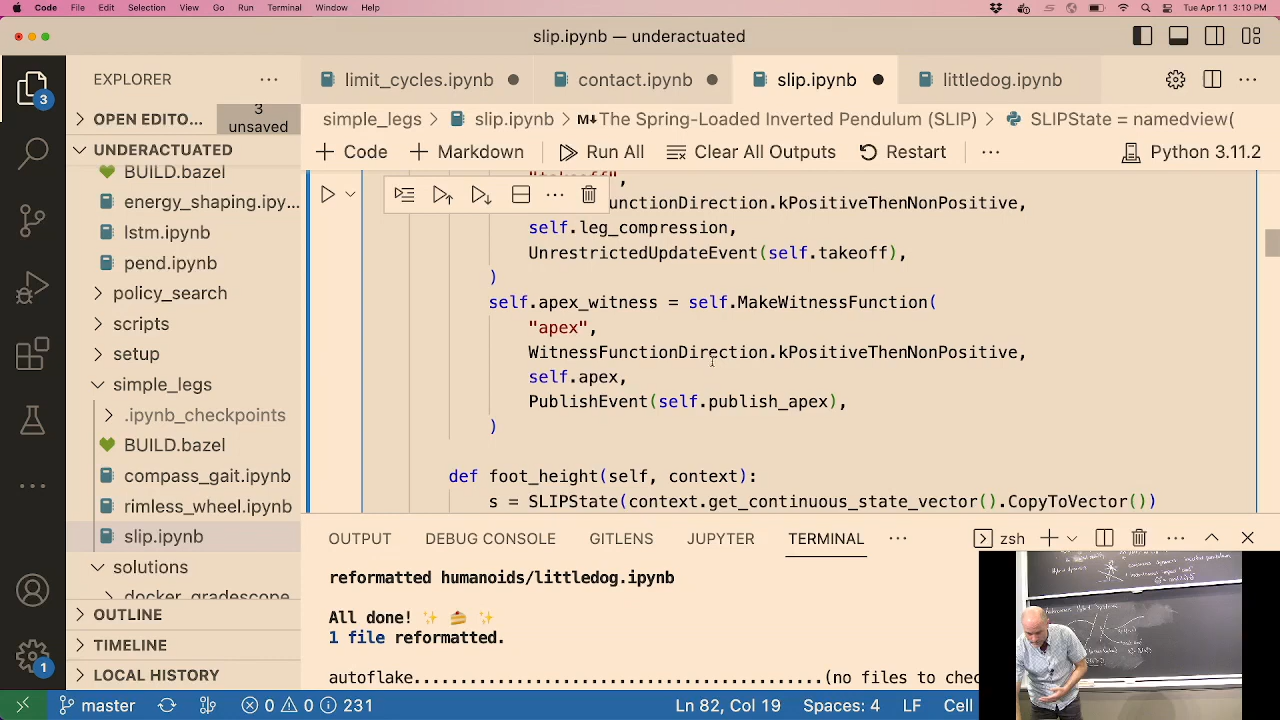 Code File Edit Selection View Go Run Terminal Window Help Tue Apr 11 3:10 PM
slip.ipynb — underactuated
EXPLORER
3 unsaved
OPEN EDITO...
UNDERACTUATED
BUILD.bazel
energy_shaping.ipy...
lstm.ipynb
pend.ipynb
policy_search
scripts
setup
simple_legs
.ipynb_checkpoints
BUILD.bazel
compass_gait.ipynb
rimless_wheel.ipynb
slip.ipynb
solutions
docker_gradescope
OUTLINE
TIMELINE
LOCAL HISTORY
3
1
limit_cycles.ipynb contact.ipynb slip.ipynb littledog.ipynb
simple_legs > slip.ipynb > M↓The Spring-Loaded Inverted Pendulum (SLIP) > SLIPState = namedview(
+ Code + Markdown Run All Clear All Outputs Restart ... Python 3.11.2
"takeoff",
unctionDirection.kPositiveThenNonPositive,
self.leg_compression,
UnrestrictedUpdateEvent(self.takeoff),
)
self.apex_witness = self.MakeWitnessFunction(
"apex",
WitnessFunctionDirection.kPositiveThenNonPositive,
self.apex,
PublishEvent(self.publish_apex),
)
def foot_height(self, context):
s = SLIPState(context.get_continuous_state_vector().CopyToVector())
OUTPUT DEBUG CONSOLE GITLENS JUPYTER TERMINAL ... zsh
reformatted humanoids/littledog.ipynb
All done! ✨ 🍰 ✨
1 file reformatted.
autoflake..............................................(no files to chec
master 0 0 231 Ln 82, Col 19 Spaces: 4 LF Cell